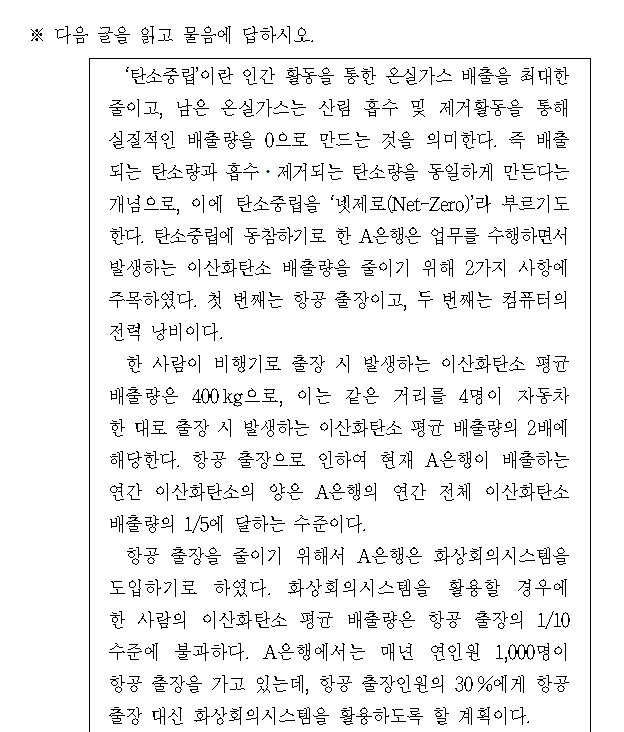 ※ 다음 글을 읽고 물음에 답하시오.
‘탄소중립’이란 인간 활동을 통한 온실가스 배출을 최대한
줄이고, 남은 온실가스는 산림 흡수 및 제거활동을 통해
실질적인 배출량을 0으로 만드는 것을 의미한다. 즉 배출
되는 탄소량과 흡수·제거되는 탄소량을 동일하게 만든다는
개념으로, 이에 탄소중립을 ‘넷제로(Net-Zero)’라 부르기도
한다. 탄소중립에 동참하기로 한 A은행은 업무를 수행하면서
발생하는 이산화탄소 배출량을 줄이기 위해 2가지 사항에
주목하였다. 첫 번째는 항공 출장이고, 두 번째는 컴퓨터의
전력 낭비이다.
한 사람이 비행기로 출장 시 발생하는 이산화탄소 평균
배출량은 400kg으로, 이는 같은 거리를 4명이 자동차
한 대로 출장 시 발생하는 이산화탄소 평균 배출량의 2배에
해당한다. 항공 출장으로 인하여 현재 A은행이 배출하는
연간 이산화탄소의 양은 A은행의 연간 전체 이산화탄소
배출량의 1/5에 달하는 수준이다.
항공 출장을 줄이기 위해서 A은행은 화상회의시스템을
도입하기로 하였다. 화상회의시스템을 활용할 경우에
한 사람의 이산화탄소 평균 배출량은 항공 출장의 1/10
수준에 불과하다. A은행에서는 매년 연인원 1,000명이
항공 출장을 가고 있는데, 항공 출장인원의 30%에게 항공
출장 대신 화상회의시스템을 활용하도록 할 계획이다.